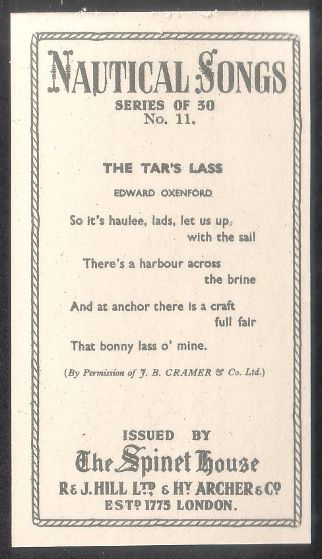 NAUTICAL SONGS
SERIES OF 50
No. 11.
THE TAR'S LASS
EDWARD OXENFORD
So it's haulee, lads, let us up
with the sail
There's a harbour across
the brine
And at anchor there is a craft
full fair
That bonny lass o' mine.
(By Permission of J. B. CRAMER & Co. Ltd.)
ISSUED BY
The Spinet House
R & J. HILL LTD & HY ARCHER & CO
ESTD 1775 LONDON.